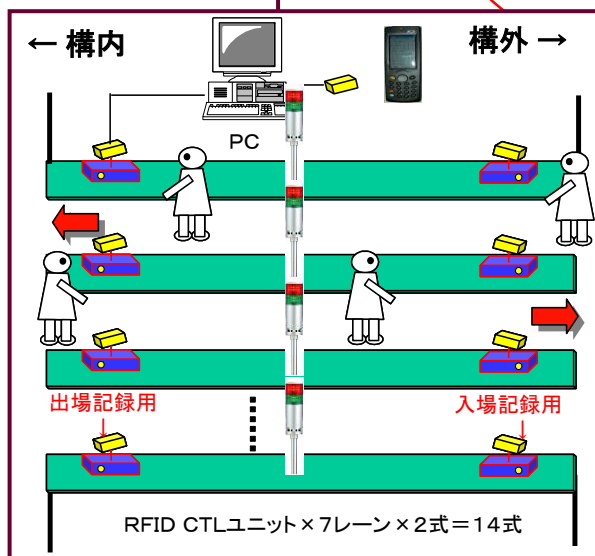 ← 構内
構外 →
PC
出場記録用
入場記録用
RFID CTLユニット×7レーン×2式=14式